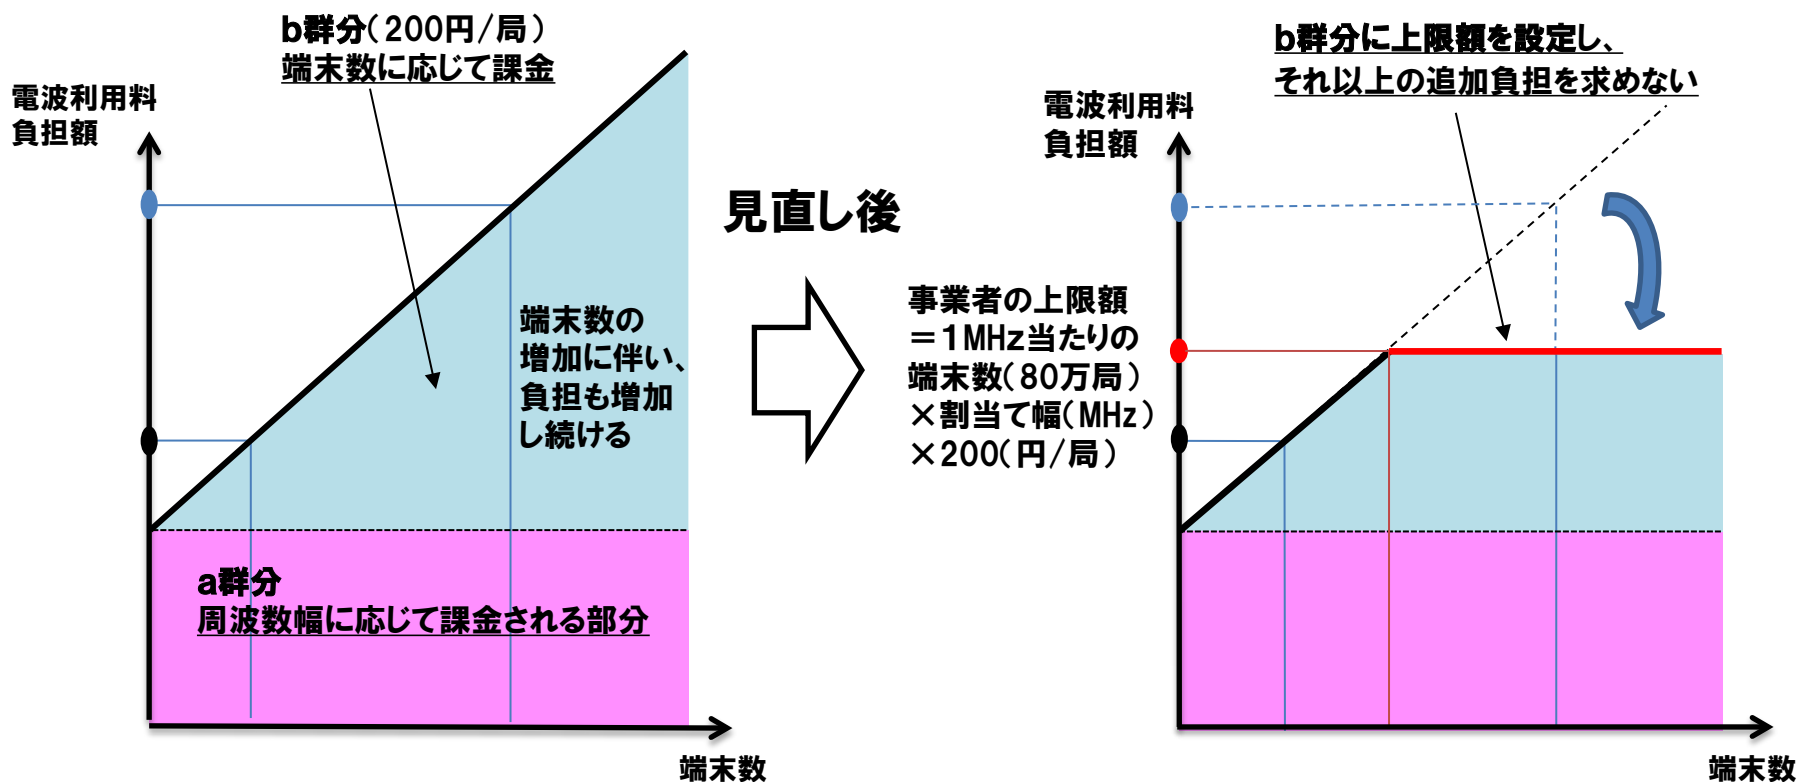 b群分(200円/局)
端末数に応じて課金
電波利用料
負担額
端末数の
増加に伴い、
負担も増加
し続ける
a群分
周波数幅に応じて課金される部分
端末数
見直し後
事業者の上限額
=1MHz当たりの
端末数(80万局)
×割当て幅(MHz)
×200(円/局)
b群分に上限額を設定し、
それ以上の追加負担を求めない
電波利用料
負担額
端末数